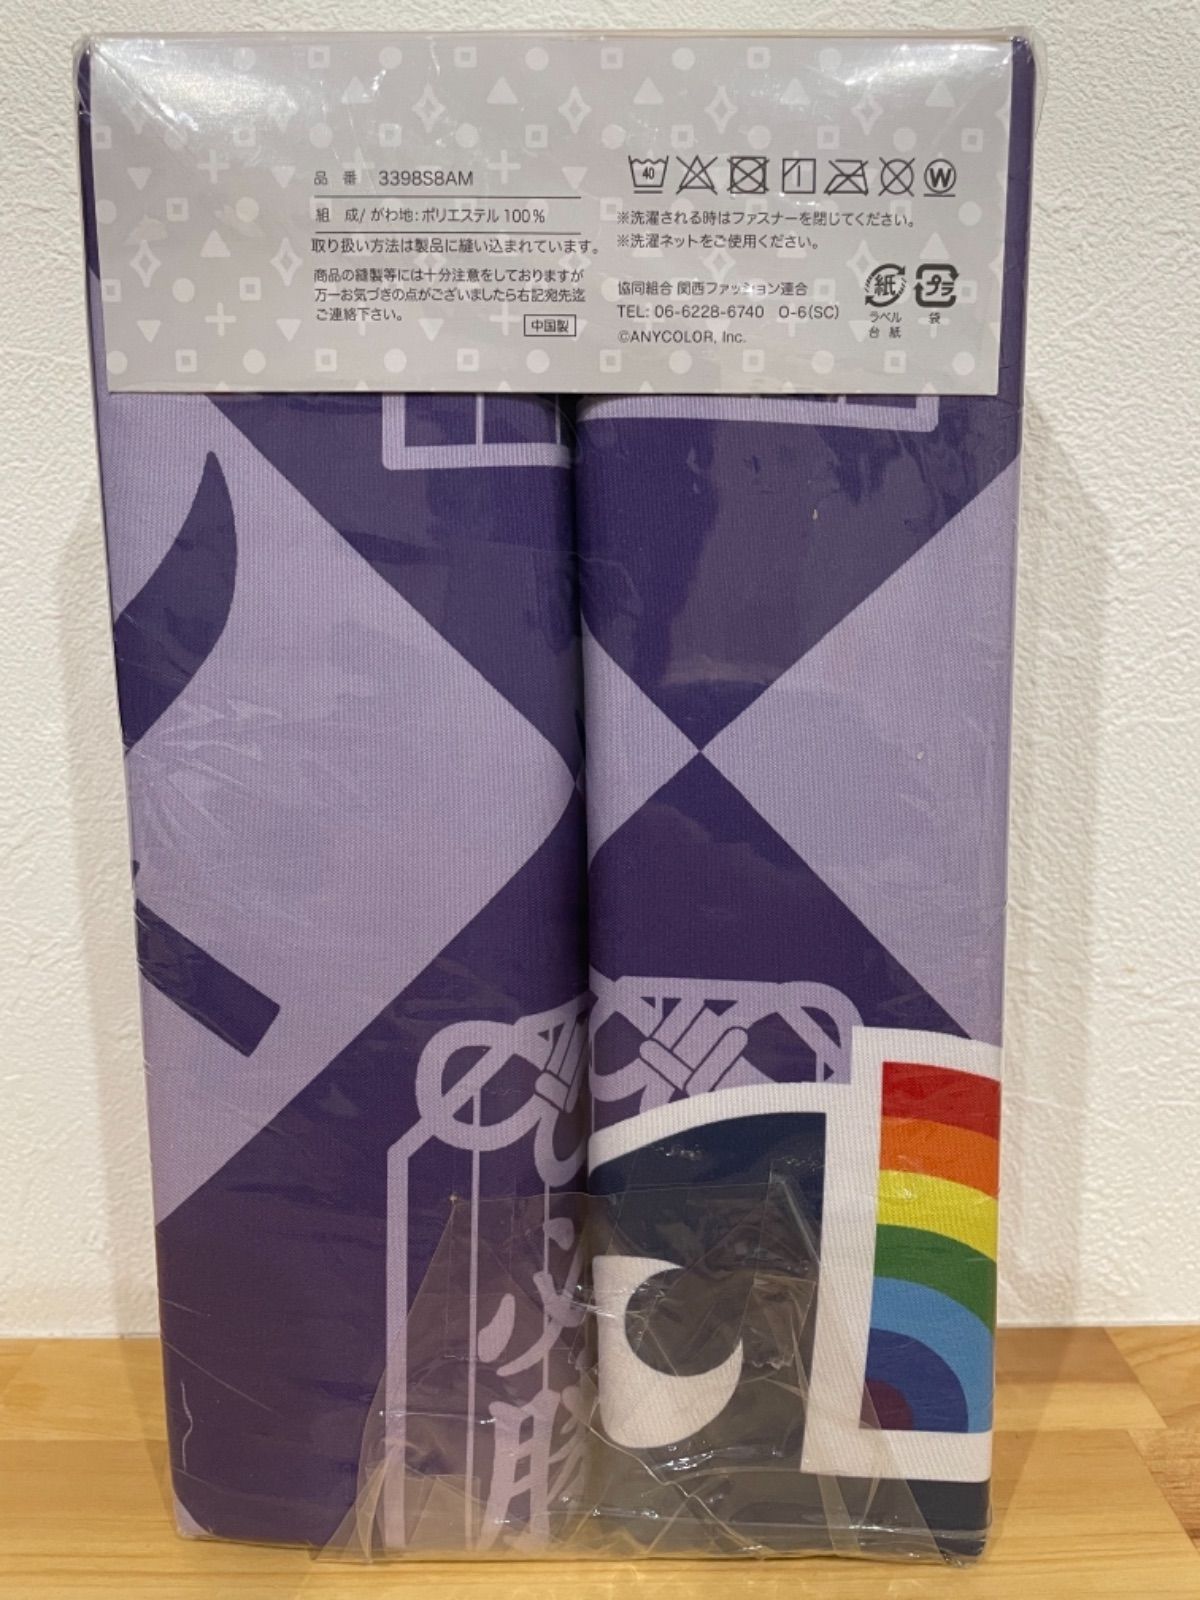 品 番 3398S8AM
組 成/がわ地:ポリエステル 100%
取り扱い方法は製品に縫い込まれています。
商品の縫製等には十分注意をしておりますが
万一お気づきの点がございましたら右記宛先迄
ご連絡下さい。
中国製
40
W
※洗濯される時はファスナーを閉じてください。
※洗濯ネットをご使用ください。
協同組合 関西ファッション連合
TEL: 06-6228-6740 O-6(SC)
©ANYCOLOR, Inc.
紙
ラベル
台 紙
プラ
袋